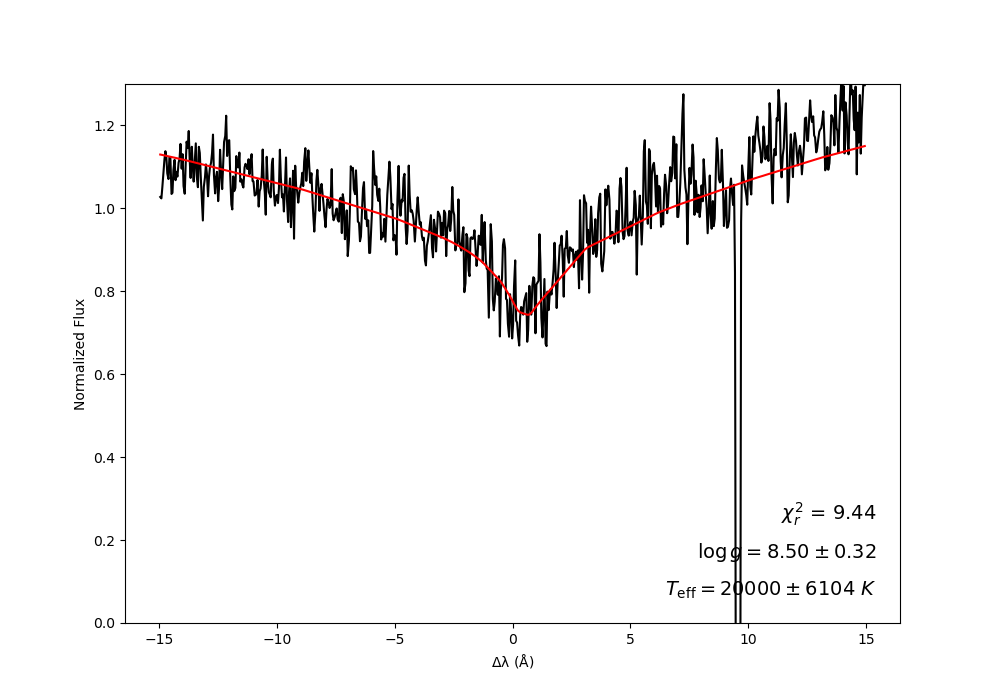 1.2
1.0
0.8
0.6
0.4
0.2
0.0
Normalized Flux
χ²ᵣ = 9.44
log g = 8.50 ± 0.32
T_eff = 20000 ± 6104 K
−15 −10 −5 0 5 10 15
Δλ (Å)